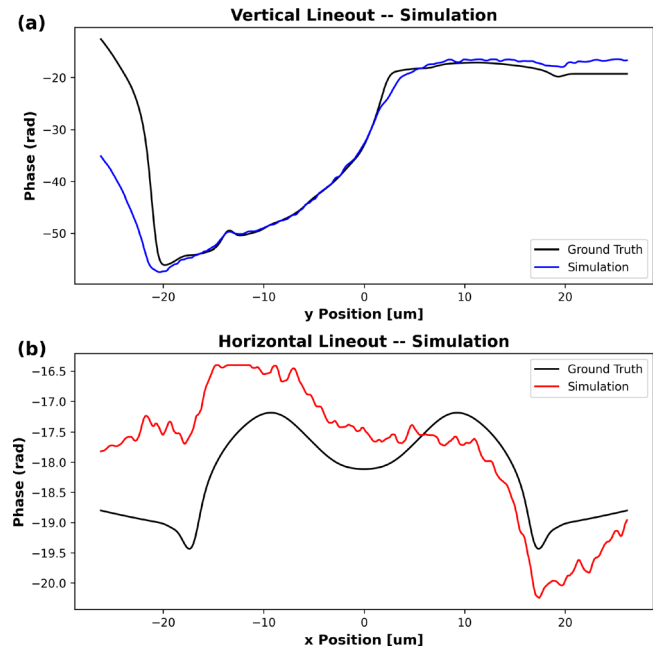 (a)
Vertical Lineout -- Simulation
Phase (rad)
−20
−30
−40
−50
Ground Truth
Simulation
−20
−10
0
10
20
y Position [um]
(b)
Horizontal Lineout -- Simulation
Phase (rad)
−16.5
−17.0
−17.5
−18.0
−18.5
−19.0
−19.5
−20.0
Ground Truth
Simulation
−20
−10
0
10
20
x Position [um]